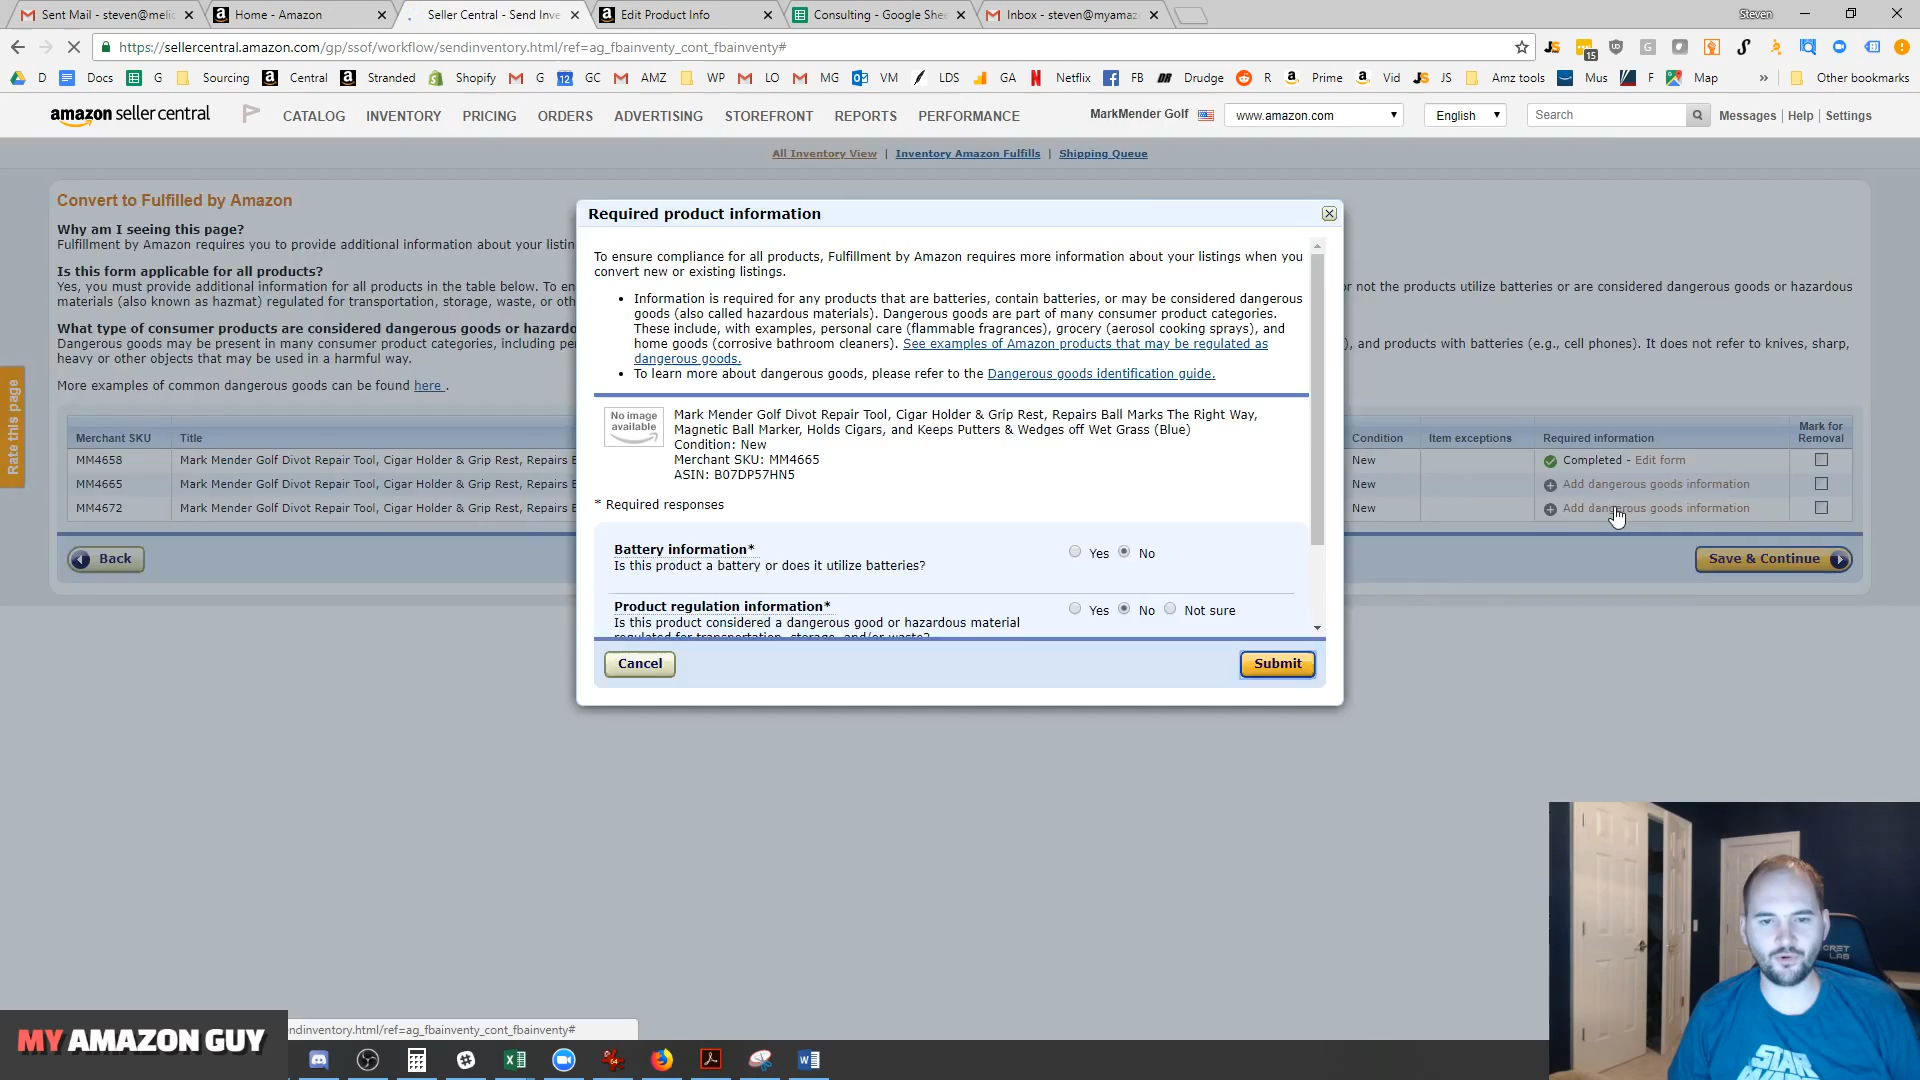 Sent Mail - steven@melic
Home - Amazon
Seller Central - Send Inve
Edit Product Info
Consulting - Google She
Inbox - steven@myamaz
Steven
https://sellercentral.amazon.com/gp/ssof/workflow/sendinventory.html/ref=ag_fbainventy_cont_fbainventy#
15
D Docs G Sourcing Central Stranded Shopify G GC AMZ WP LO MG VM LDS GA Netflix FB Drudge R Prime Vid JS Amz tools Mus F Map » Other bookmarks
amazon seller central
CATALOG INVENTORY PRICING ORDERS ADVERTISING STOREFRONT REPORTS PERFORMANCE
MarkMender Golf
www.amazon.com
English
Search
Messages | Help | Settings
All Inventory View | Inventory Amazon Fulfills | Shipping Queue
Rate this page
Convert to Fulfilled by Amazon
Why am I seeing this page?
Fulfillment by Amazon requires you to provide additional information about your listin
Is this form applicable for all products?
Yes, you must provide additional information for all products in the table below. To en
or not the products utilize batteries or are considered dangerous goods or hazardous
materials (also known as hazmat) regulated for transportation, storage, waste, or oth
What type of consumer products are considered dangerous goods or hazardo
Dangerous goods may be present in many consumer product categories, including pe
), and products with batteries (e.g., cell phones). It does not refer to knives, sharp,
heavy or other objects that may be used in a harmful way.
More examples of common dangerous goods can be found here .
Merchant SKU Title Condition Item exceptions Required information Mark for Removal
MM4658 Mark Mender Golf Divot Repair Tool, Cigar Holder & Grip Rest, Repairs B New Completed - Edit form
MM4665 Mark Mender Golf Divot Repair Tool, Cigar Holder & Grip Rest, Repairs B New Add dangerous goods information
MM4672 Mark Mender Golf Divot Repair Tool, Cigar Holder & Grip Rest, Repairs B New Add dangerous goods information
Back
Save & Continue
Required product information
To ensure compliance for all products, Fulfillment by Amazon requires more information about your listings when you
convert new or existing listings.
• Information is required for any products that are batteries, contain batteries, or may be considered dangerous
goods (also called hazardous materials). Dangerous goods are part of many consumer product categories.
These include, with examples, personal care (flammable fragrances), grocery (aerosol cooking sprays), and
home goods (corrosive bathroom cleaners). See examples of Amazon products that may be regulated as
dangerous goods.
• To learn more about dangerous goods, please refer to the Dangerous goods identification guide.
No image
available
Mark Mender Golf Divot Repair Tool, Cigar Holder & Grip Rest, Repairs Ball Marks The Right Way,
Magnetic Ball Marker, Holds Cigars, and Keeps Putters & Wedges off Wet Grass (Blue)
Condition: New
Merchant SKU: MM4665
ASIN: B07DP57HN5
* Required responses
Battery information*
Is this product a battery or does it utilize batteries?
Yes No
Product regulation information*
Is this product considered a dangerous good or hazardous material
regulated for transportation, storage, and/or waste?
Yes No Not sure
Cancel
Submit
endinventory.html/ref=ag_fbainventy_cont_fbainventy#
MY AMAZON GUY
CRET
LAB
STAR